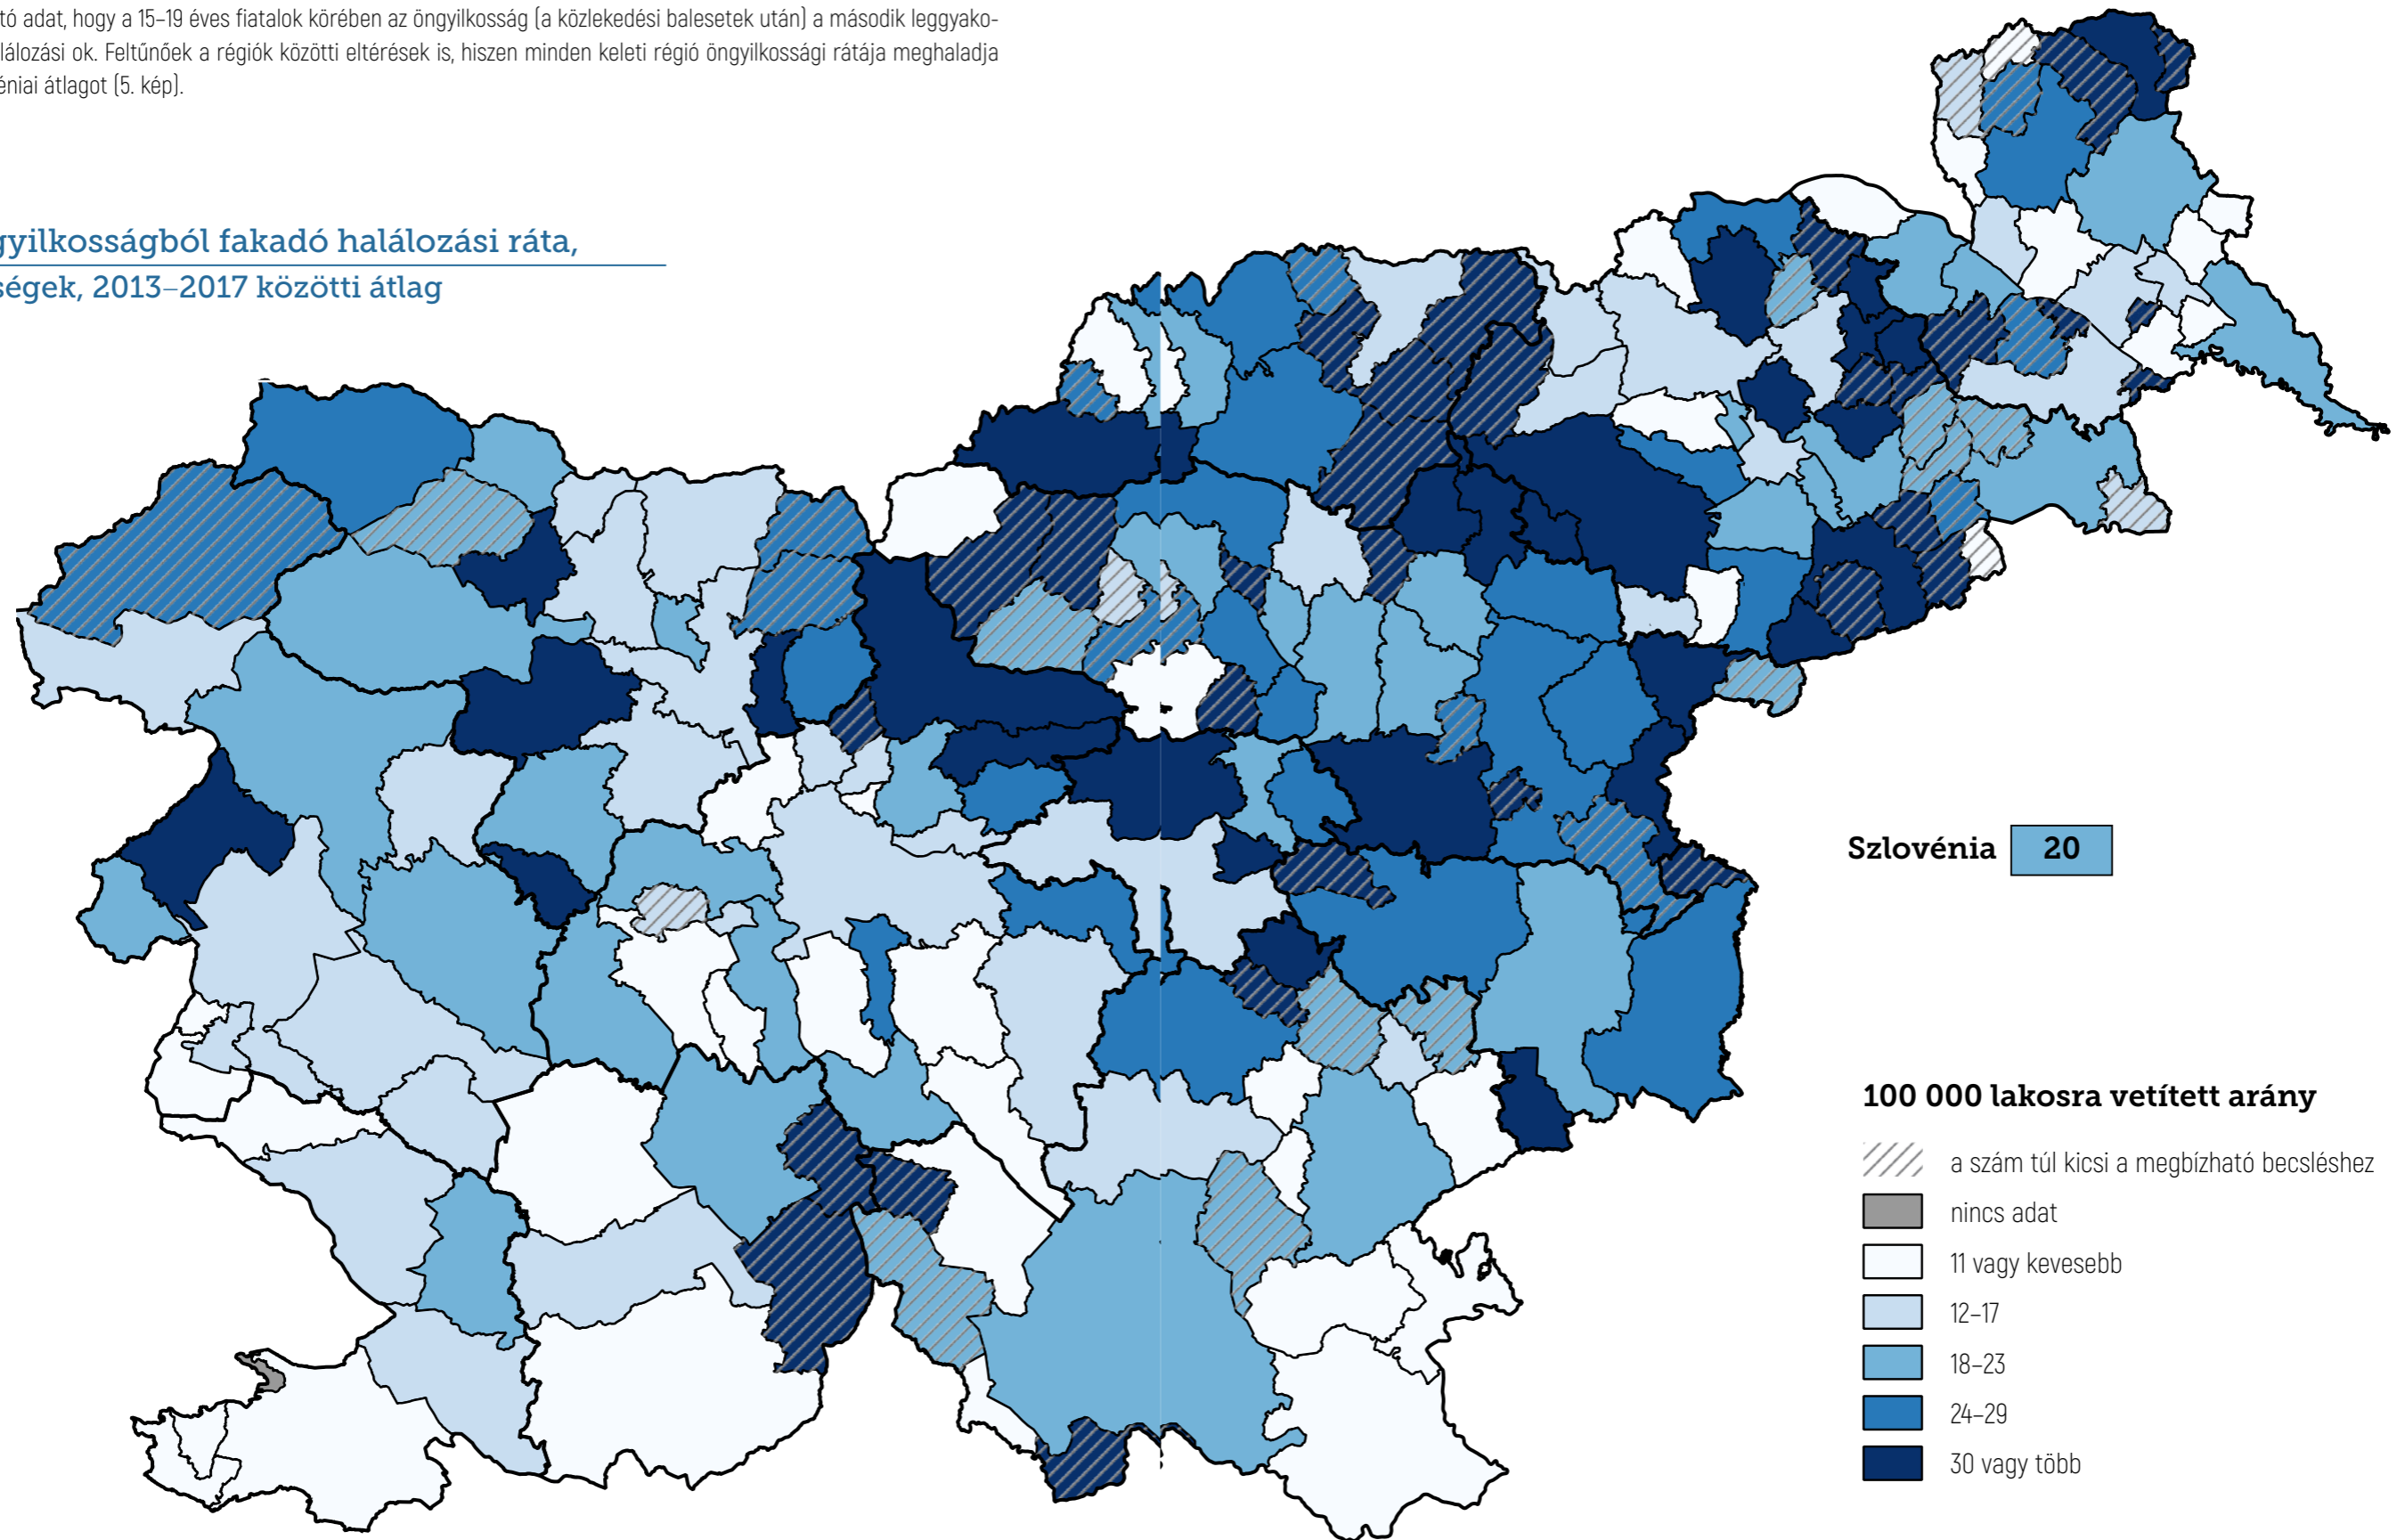 tó adat, hogy a 15–19 éves fiatalok körében az öngyilkosság (a közlekedési balesetek után) a második leggyako-
lálozási ok. Feltűnőek a régiók közötti eltérések is, hiszen minden keleti régió öngyilkossági rátája meghaladja
éniai átlagot (5. kép).
gyilkosságból fakadó halálozási ráta,
ségek, 2013–2017 közötti átlag
Szlovénia 20
100 000 lakosra vetített arány
a szám túl kicsi a megbízható becsléshez
nincs adat
11 vagy kevesebb
12–17
18–23
24–29
30 vagy több